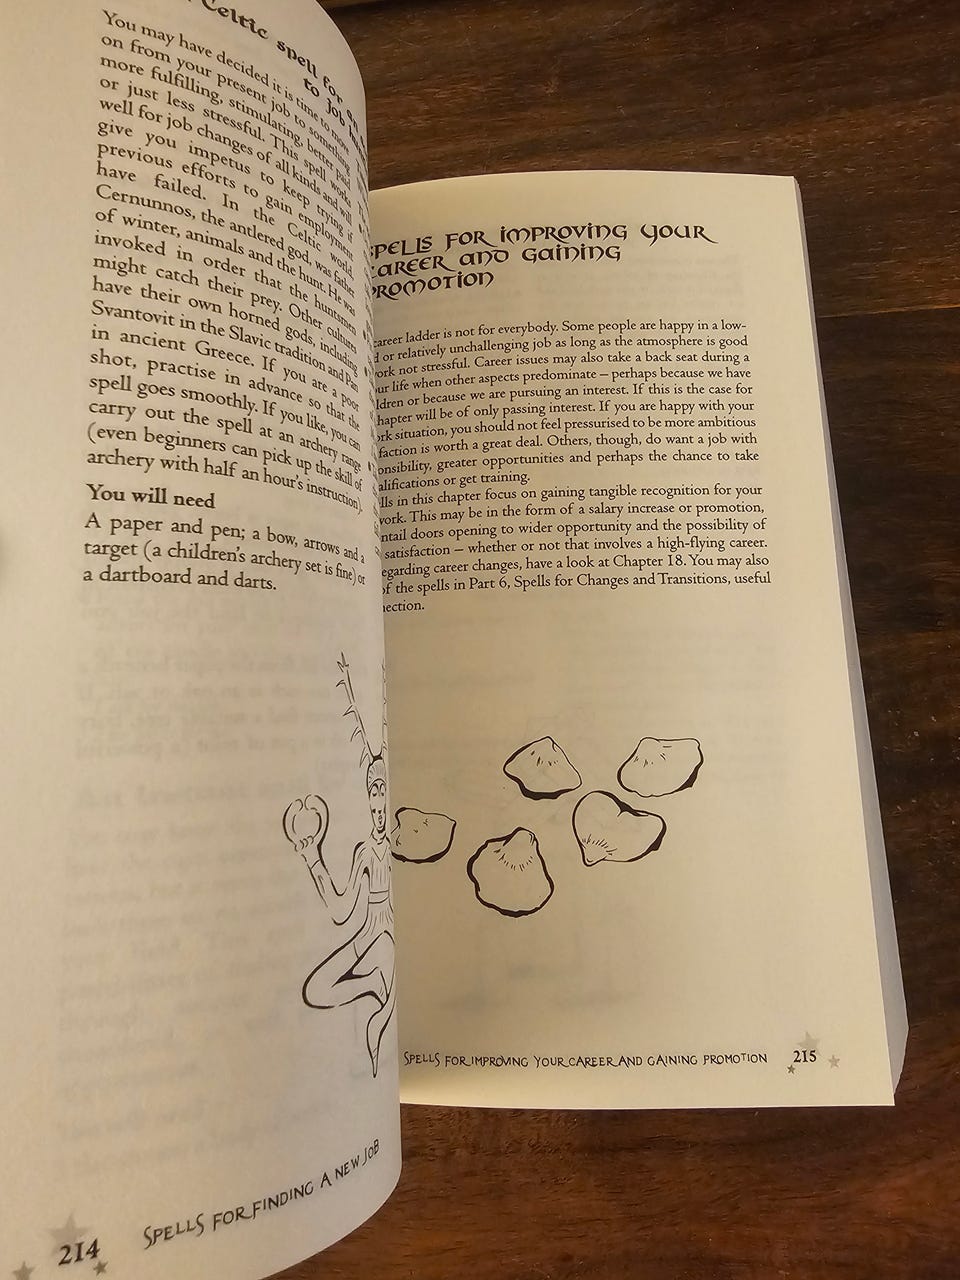 Celtic spell for an
to job
You may have decided it is time to move
on from your present job to something
more fulfilling, stimulating, better paid
or just less stressful. This spell works
well for job changes of all kinds and will
give you impetus to keep trying if
previous efforts to gain employment
have failed. In the Celtic world,
Cernunnos, the antlered god, was father
of winter, animals and the hunt. He was
invoked in order that the huntsmen
might catch their prey. Other cultures
have their own horned gods, including
Svantovit in the Slavic tradition and Pan
in ancient Greece. If you are a poor
shot, practise in advance so that the
spell goes smoothly. If you like, you can
carry out the spell at an archery range
(even beginners can pick up the skill of
archery with half an hour's instruction).
You will need
A paper and pen; a bow, arrows and a
target (a children's archery set is fine) or
a dartboard and darts.
214 SPELLS FOR FINDING A NEW JOB
SPELLS FOR IMPROVING YOUR
CAREER AND GAINING
PROMOTION
career ladder is not for everybody. Some people are happy in a low-
or relatively unchallenging job as long as the atmosphere is good
ork not stressful. Career issues may also take a back seat during a
ur life when other aspects predominate – perhaps because we have
ldren or because we are pursuing an interest. If this is the case for
hapter will be of only passing interest. If you are happy with your
rk situation, you should not feel pressurised to be more ambitious
faction is worth a great deal. Others, though, do want a job with
onsibility, greater opportunities and perhaps the chance to take
alifications or get training.
lls in this chapter focus on gaining tangible recognition for your
work. This may be in the form of a salary increase or promotion,
ntail doors opening to wider opportunity and the possibility of
satisfaction – whether or not that involves a high-flying career.
egarding career changes, have a look at Chapter 18. You may also
of the spells in Part 6, Spells for Changes and Transitions, useful
nection.
SPELLS FOR IMPROVING YOUR CAREER AND GAINING PROMOTION 215